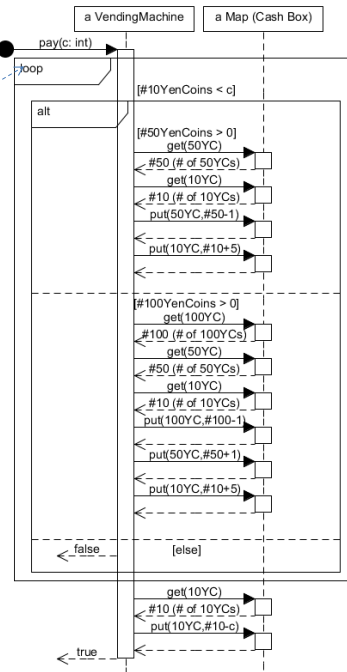 a VendingMachine
a Map (Cash Box)
pay(c: int)
loop
[#10YenCoins < c]
alt
[#50YenCoins > 0]
get(50YC)
#50 (# of 50YCs)
get(10YC)
#10 (# of 10YCs)
put(50YC,#50-1)
put(10YC,#10+5)
[#100YenCoins > 0]
get(100YC)
#100 (# of 100YCs)
get(50YC)
#50 (# of 50YCs)
get(10YC)
#10 (# of 10YCs)
put(100YC,#100-1)
put(50YC,#50+1)
put(10YC,#10+5)
false
[else]
get(10YC)
#10 (# of 10YCs)
put(10YC,#10-c)
true